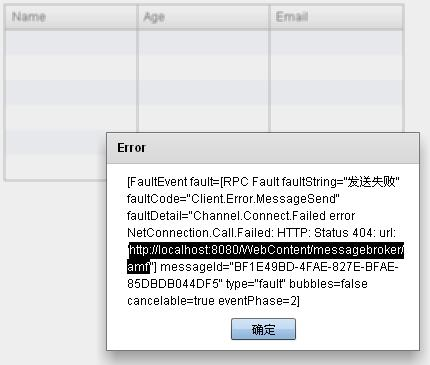 Name Age Email
Error
[FaultEvent fault=[RPC Fault faultString="发送失败"
faultCode="Client.Error.MessageSend"
faultDetail="Channel.Connect.Failed error
NetConnection.Call.Failed: HTTP: Status 404: url:
'http://localhost:8080/WebContent/messagebroker/
amf'"] messageId="BF1E49BD-4FAE-827E-BFAE-
85DBDB044DF5" type="fault" bubbles=false
cancelable=true eventPhase=2]
确定